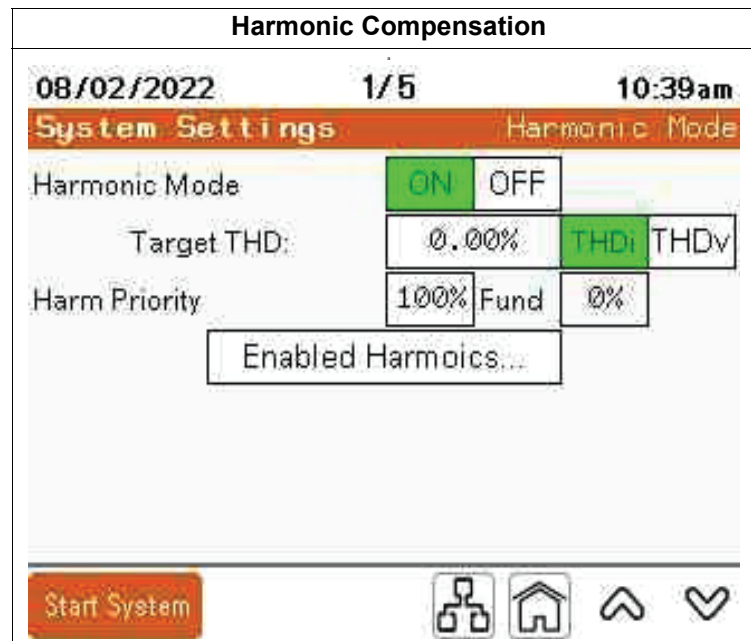 Harmonic Compensation
08/02/2022 1/5 10:39am
System Settings Harmonic Mode
Harmonic Mode ON OFF
Target THD: 0.00% THDi THDv
Harm Priority 100% Fund 0%
Enabled Harmoics...
Start System